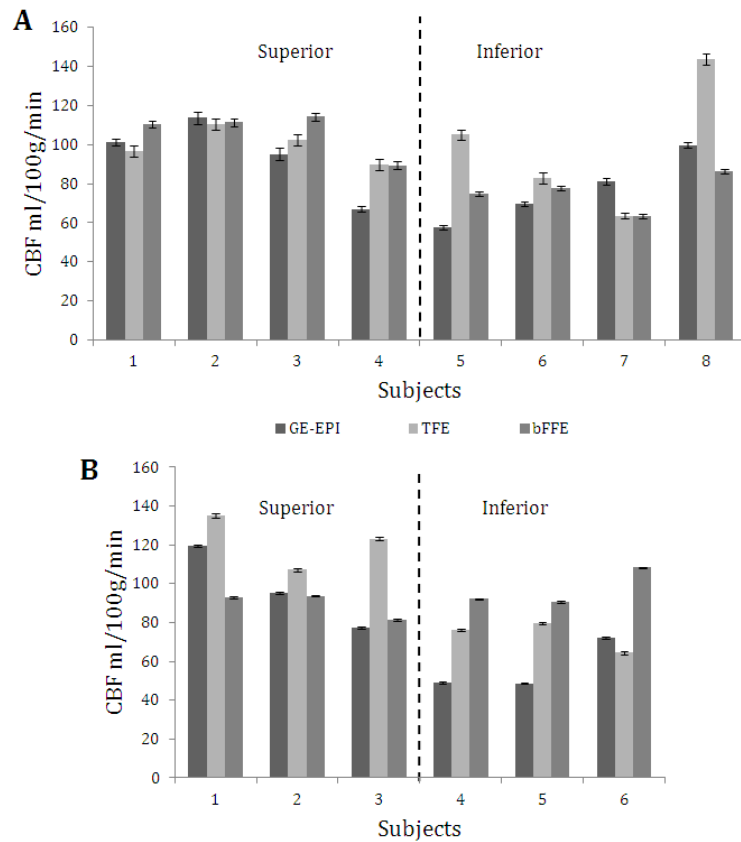 A
Superior
Inferior
CBF ml/100g/min
160
140
120
100
80
60
40
20
0
1 2 3 4 5 6 7 8
Subjects
GE-EPI TFE bFFE
B
Superior
Inferior
CBF ml/100g/min
160
140
120
100
80
60
40
20
0
1 2 3 4 5 6
Subjects